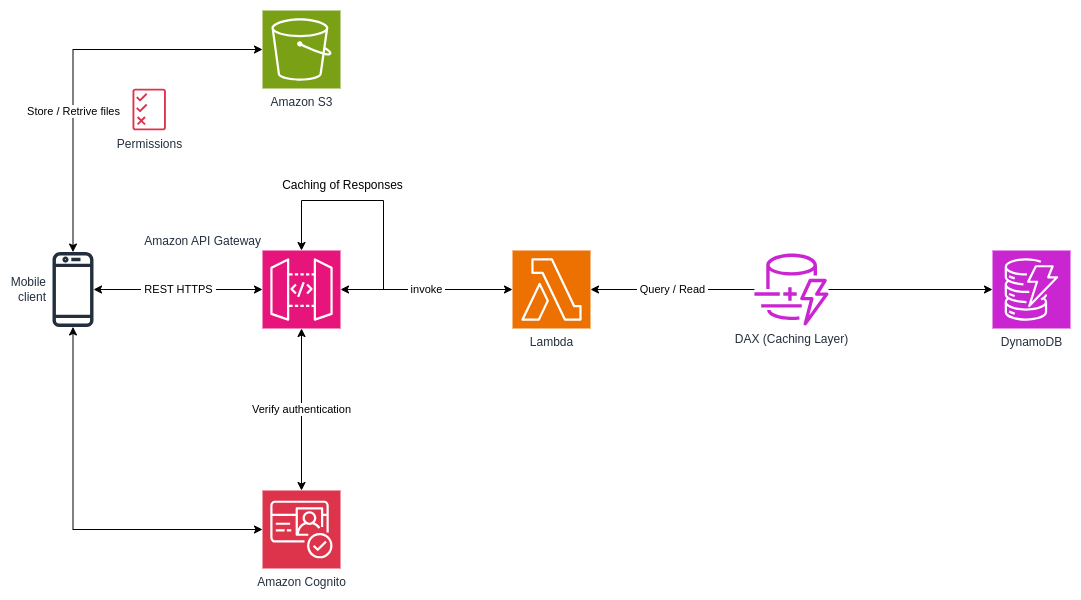 Amazon S3
Store / Retrive files
Permissions
Caching of Responses
Amazon API Gateway
Mobile
client
REST HTTPS
invoke
Lambda
Query / Read
DAX (Caching Layer)
DynamoDB
Verify authentication
Amazon Cognito